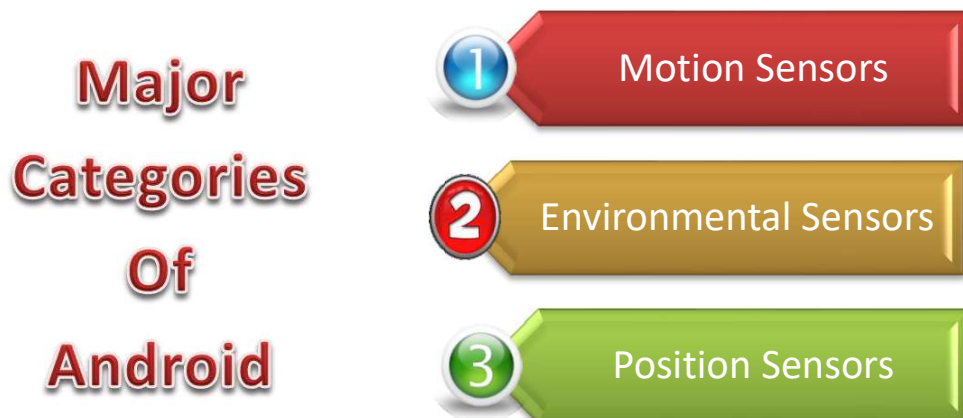 Major
Categories
Of
Android
1
Motion Sensors
2
Environmental Sensors
3
Position Sensors